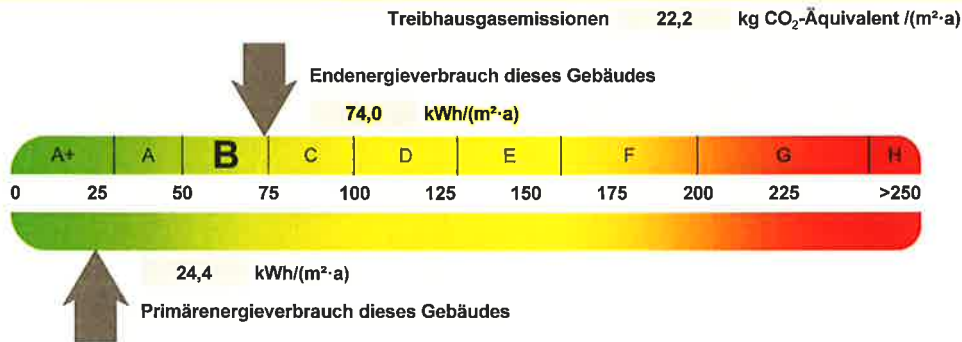 Treibhausgasemissionen 22,2 kg CO₂-Äquivalent /(m²·a)
Endenergieverbrauch dieses Gebäudes
74,0 kWh/(m²·a)
A+ A B C D E F G H
0 25 50 75 100 125 150 175 200 225 >250
24,4 kWh/(m²·a)
Primärenergieverbrauch dieses Gebäudes